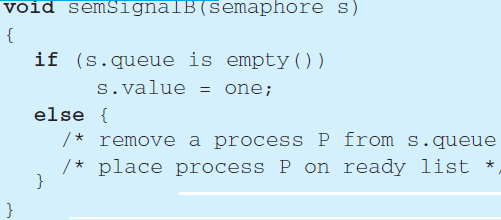 void semSignalB(semaphore s)
{
if (s.queue is empty())
s.value = one;
else {
/* remove a process P from s.queue
/* place process P on ready list *
}
}